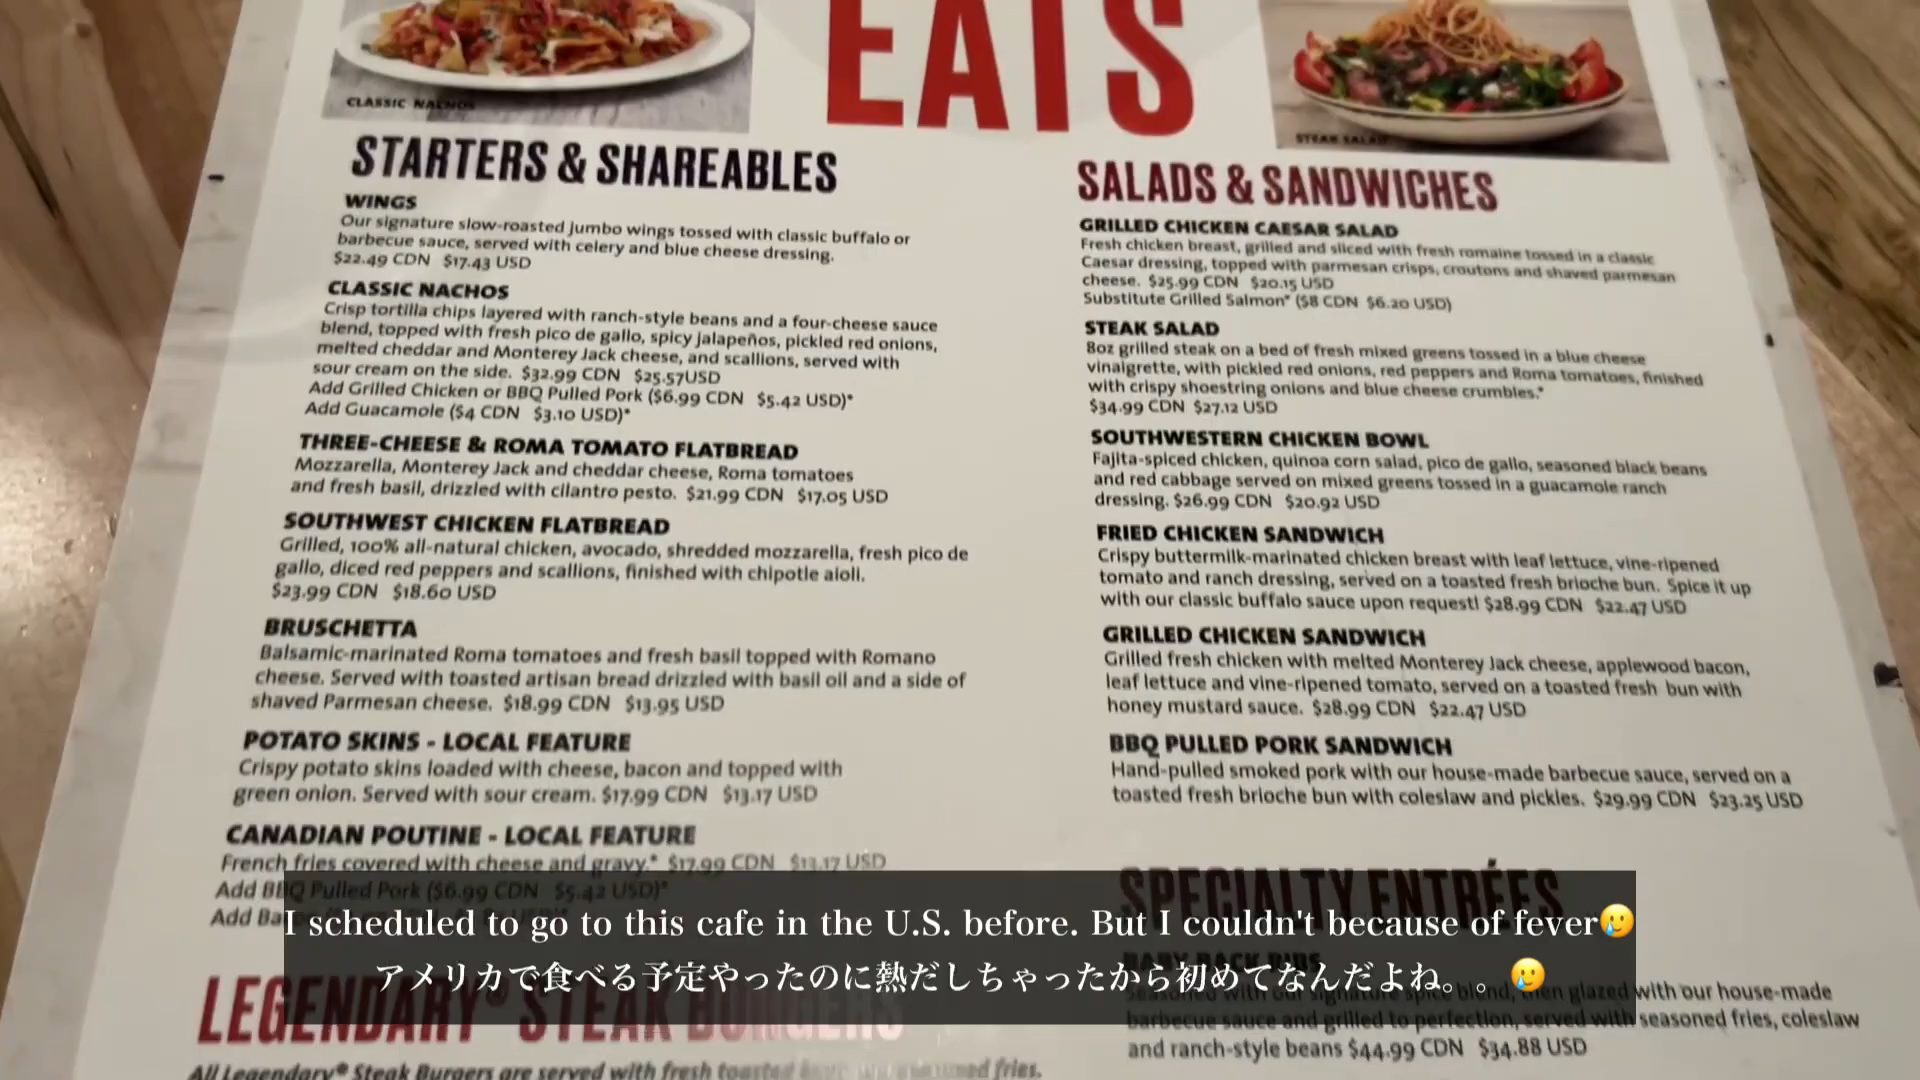 EATS
CLASSIC NACHOS
STEAK SALAD
STARTERS & SHAREABLES
WINGS
Our signature slow-roasted jumbo wings tossed with classic buffalo or
barbecue sauce, served with celery and blue cheese dressing.
$22.49 CDN $17.43 USD
CLASSIC NACHOS
Crisp tortilla chips layered with ranch-style beans and a four-cheese sauce
blend, topped with fresh pico de gallo, spicy jalapeños, pickled red onions,
melted cheddar and Monterey Jack cheese, and scallions, served with
sour cream on the side. $32.99 CDN $25.57USD
Add Grilled Chicken or BBQ Pulled Pork ($6.99 CDN $5.42 USD)*
Add Guacamole ($4 CDN $3.10 USD)*
THREE-CHEESE & ROMA TOMATO FLATBREAD
Mozzarella, Monterey Jack and cheddar cheese, Roma tomatoes
and fresh basil, drizzled with cilantro pesto. $21.99 CDN $17.05 USD
SOUTHWEST CHICKEN FLATBREAD
Grilled, 100% all-natural chicken, avocado, shredded mozzarella, fresh pico de
gallo, diced red peppers and scallions, finished with chipotle aioli.
$23.99 CDN $18.60 USD
BRUSCHETTA
Balsamic-marinated Roma tomatoes and fresh basil topped with Romano
cheese. Served with toasted artisan bread drizzled with basil oil and a side of
shaved Parmesan cheese. $18.99 CDN $13.95 USD
POTATO SKINS - LOCAL FEATURE
Crispy potato skins loaded with cheese, bacon and topped with
green onion. Served with sour cream. $17.99 CDN $13.17 USD
CANADIAN POUTINE - LOCAL FEATURE
French fries covered with cheese and gravy.* $17.99 CDN $13.17 USD
Add BBQ Pulled Pork ($6.99 CDN $5.42 USD)*
Add
LEGENDARY® STEAK BURGERS
All Legendary® Steak Burgers are served with fresh toasted seasoned fries.
SALADS & SANDWICHES
GRILLED CHICKEN CAESAR SALAD
Fresh chicken breast, grilled and sliced with fresh romaine tossed in a classic
Caesar dressing, topped with parmesan crisps, croutons and shaved parmesan
cheese. $25.99 CDN $20.15 USD
Substitute Grilled Salmon* ($8 CDN $6.20 USD)
STEAK SALAD
8oz grilled steak on a bed of fresh mixed greens tossed in a blue cheese
vinaigrette, with pickled red onions, red peppers and Roma tomatoes, finished
with crispy shoestring onions and blue cheese crumbles.*
$34.99 CDN $27.12 USD
SOUTHWESTERN CHICKEN BOWL
Fajita-spiced chicken, quinoa corn salad, pico de gallo, seasoned black beans
and red cabbage served on mixed greens tossed in a guacamole ranch
dressing. $26.99 CDN $20.92 USD
FRIED CHICKEN SANDWICH
Crispy buttermilk-marinated chicken breast with leaf lettuce, vine-ripened
tomato and ranch dressing, served on a toasted fresh brioche bun. Spice it up
with our classic buffalo sauce upon request! $28.99 CDN $22.47 USD
GRILLED CHICKEN SANDWICH
Grilled fresh chicken with melted Monterey Jack cheese, applewood bacon,
leaf lettuce and vine-ripened tomato, served on a toasted fresh bun with
honey mustard sauce. $28.99 CDN $22.47 USD
BBQ PULLED PORK SANDWICH
Hand-pulled smoked pork with our house-made barbecue sauce, served on a
toasted fresh brioche bun with coleslaw and pickles. $29.99 CDN $23.25 USD
SPECIALTY ENTRÉES
BABY BACK RIBS
Seasoned with our signature spice blend, then glazed with our house-made
barbecue sauce and grilled to perfection, served with seasoned fries, coleslaw
and ranch-style beans $44.99 CDN $34.88 USD
I scheduled to go to this cafe in the U.S. before. But I couldn't because of fever🥲
アメリカで食べる予定やったのに熱だしちゃったから初めてなんだよね。。🥲